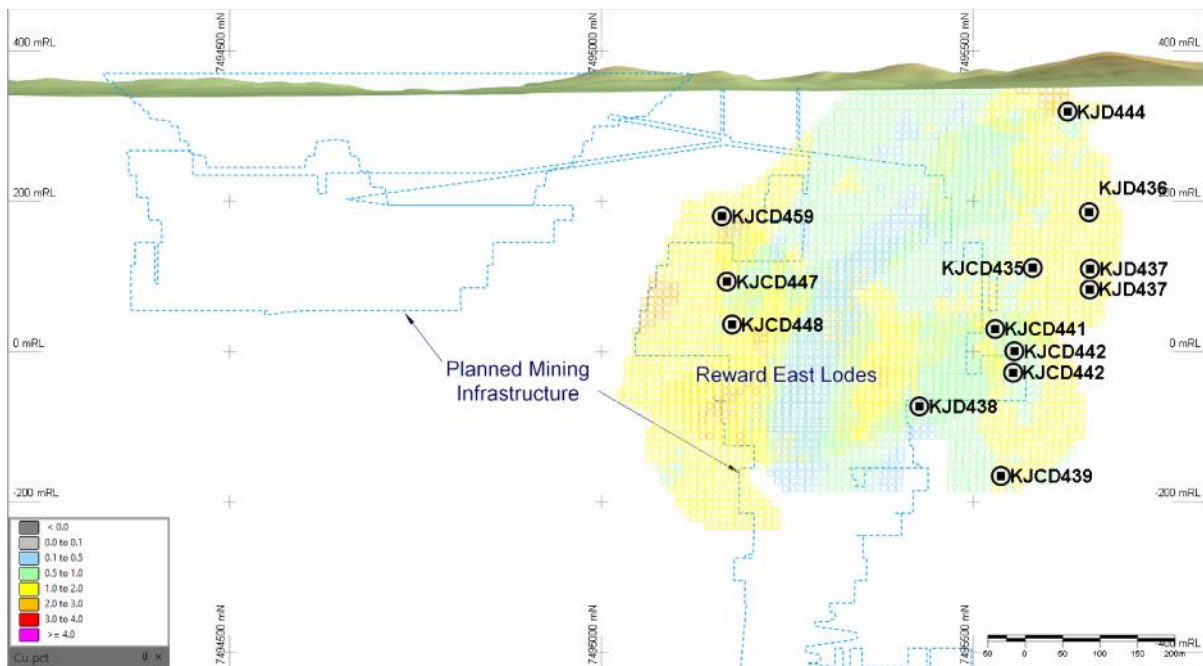 7494500 mN
7495000 mN
7495500 mN
400 mRL
400 mRL
KJD444
KJD436
200 mRL
200 mRL
KJCD459
KJCD435
KJD437
KJCD447
KJD437
KJCD448
KJCD441
0 mRL
KJCD442
0 mRL
Planned Mining
Infrastructure
Reward East Lodes
KJCD442
KJD438
KJCD439
-200 mRL
-200 mRL
< 0.0
0.0 to 0.1
0.1 to 0.5
0.5 to 1.0
1.0 to 2.0
2.0 to 3.0
3.0 to 4.0
>= 4.0
Cu pct
7494500 mN
7495000 mN
7495500 mN
50 0 50 100 150 200m
-400 mRL